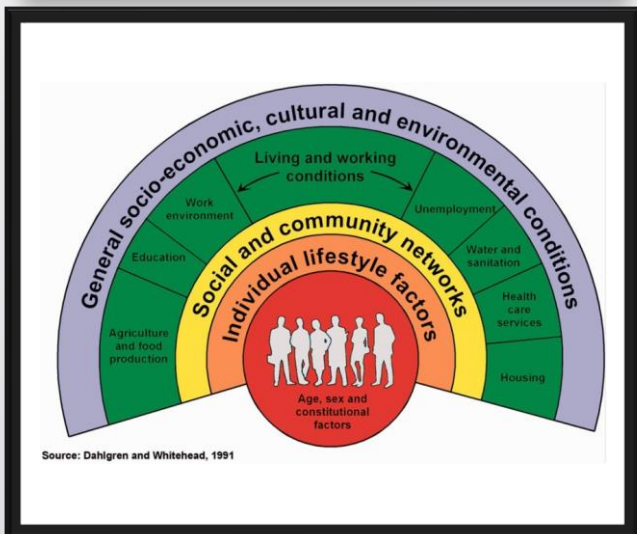 General socio-economic, cultural and environmental conditions
Living and working
conditions
Work
environment
Unemployment
Education
Water and
sanitation
Agriculture
and food
production
Health
care
services
Housing
Social and community networks
Individual lifestyle factors
Age, sex and
constitutional
factors
Source: Dahlgren and Whitehead, 1991